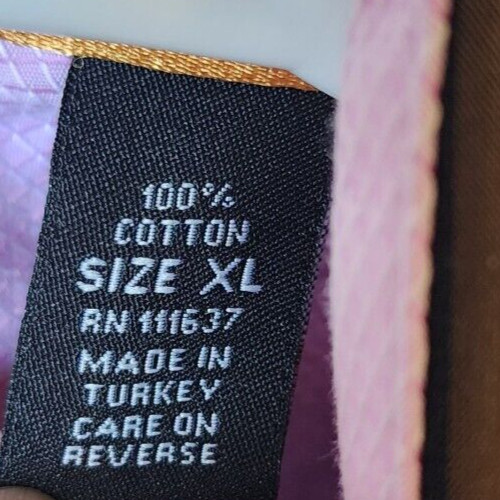 100%
COTTON
SIZE XL
RN 111637
MADE IN
TURKEY
CARE ON
REVERSE